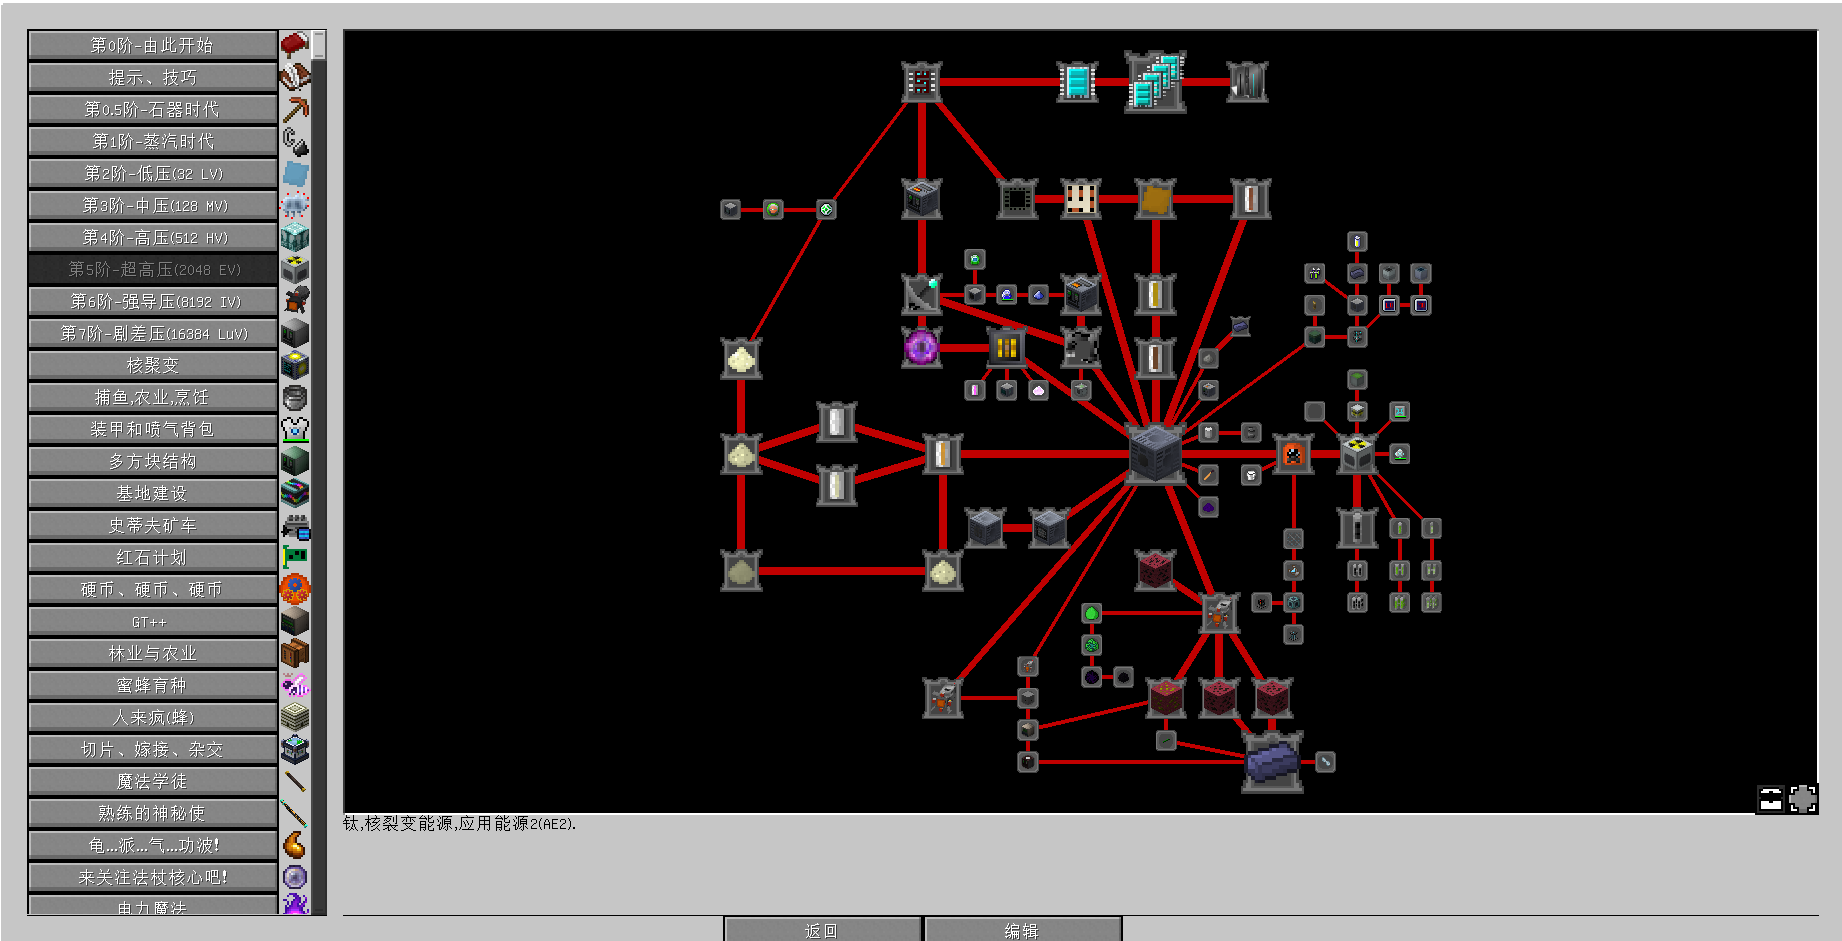 第0阶-由此开始
提示、技巧
第0.5阶-石器时代
第1阶-蒸汽时代
第2阶-低压(32 LV)
第3阶-中压(128 MV)
第4阶-高压(512 HV)
第5阶-超高压(2048 EV)
第6阶-强导压(8192 IV)
第7阶-剧差压(16384 LuV)
核聚变
捕鱼,农业,烹饪
装甲和喷气背包
多方块结构
基地建设
史蒂夫矿车
红石计划
硬币、硬币、硬币
GT++
林业与农业
蜜蜂育种
人来疯(蜂)
切片、嫁接、杂交
魔法学徒
熟练的神秘使
龟...派...气...功波!
来关注法杖核心吧!
电力魔法
钛,核裂变能源,应用能源2(AE2).
返回
编辑